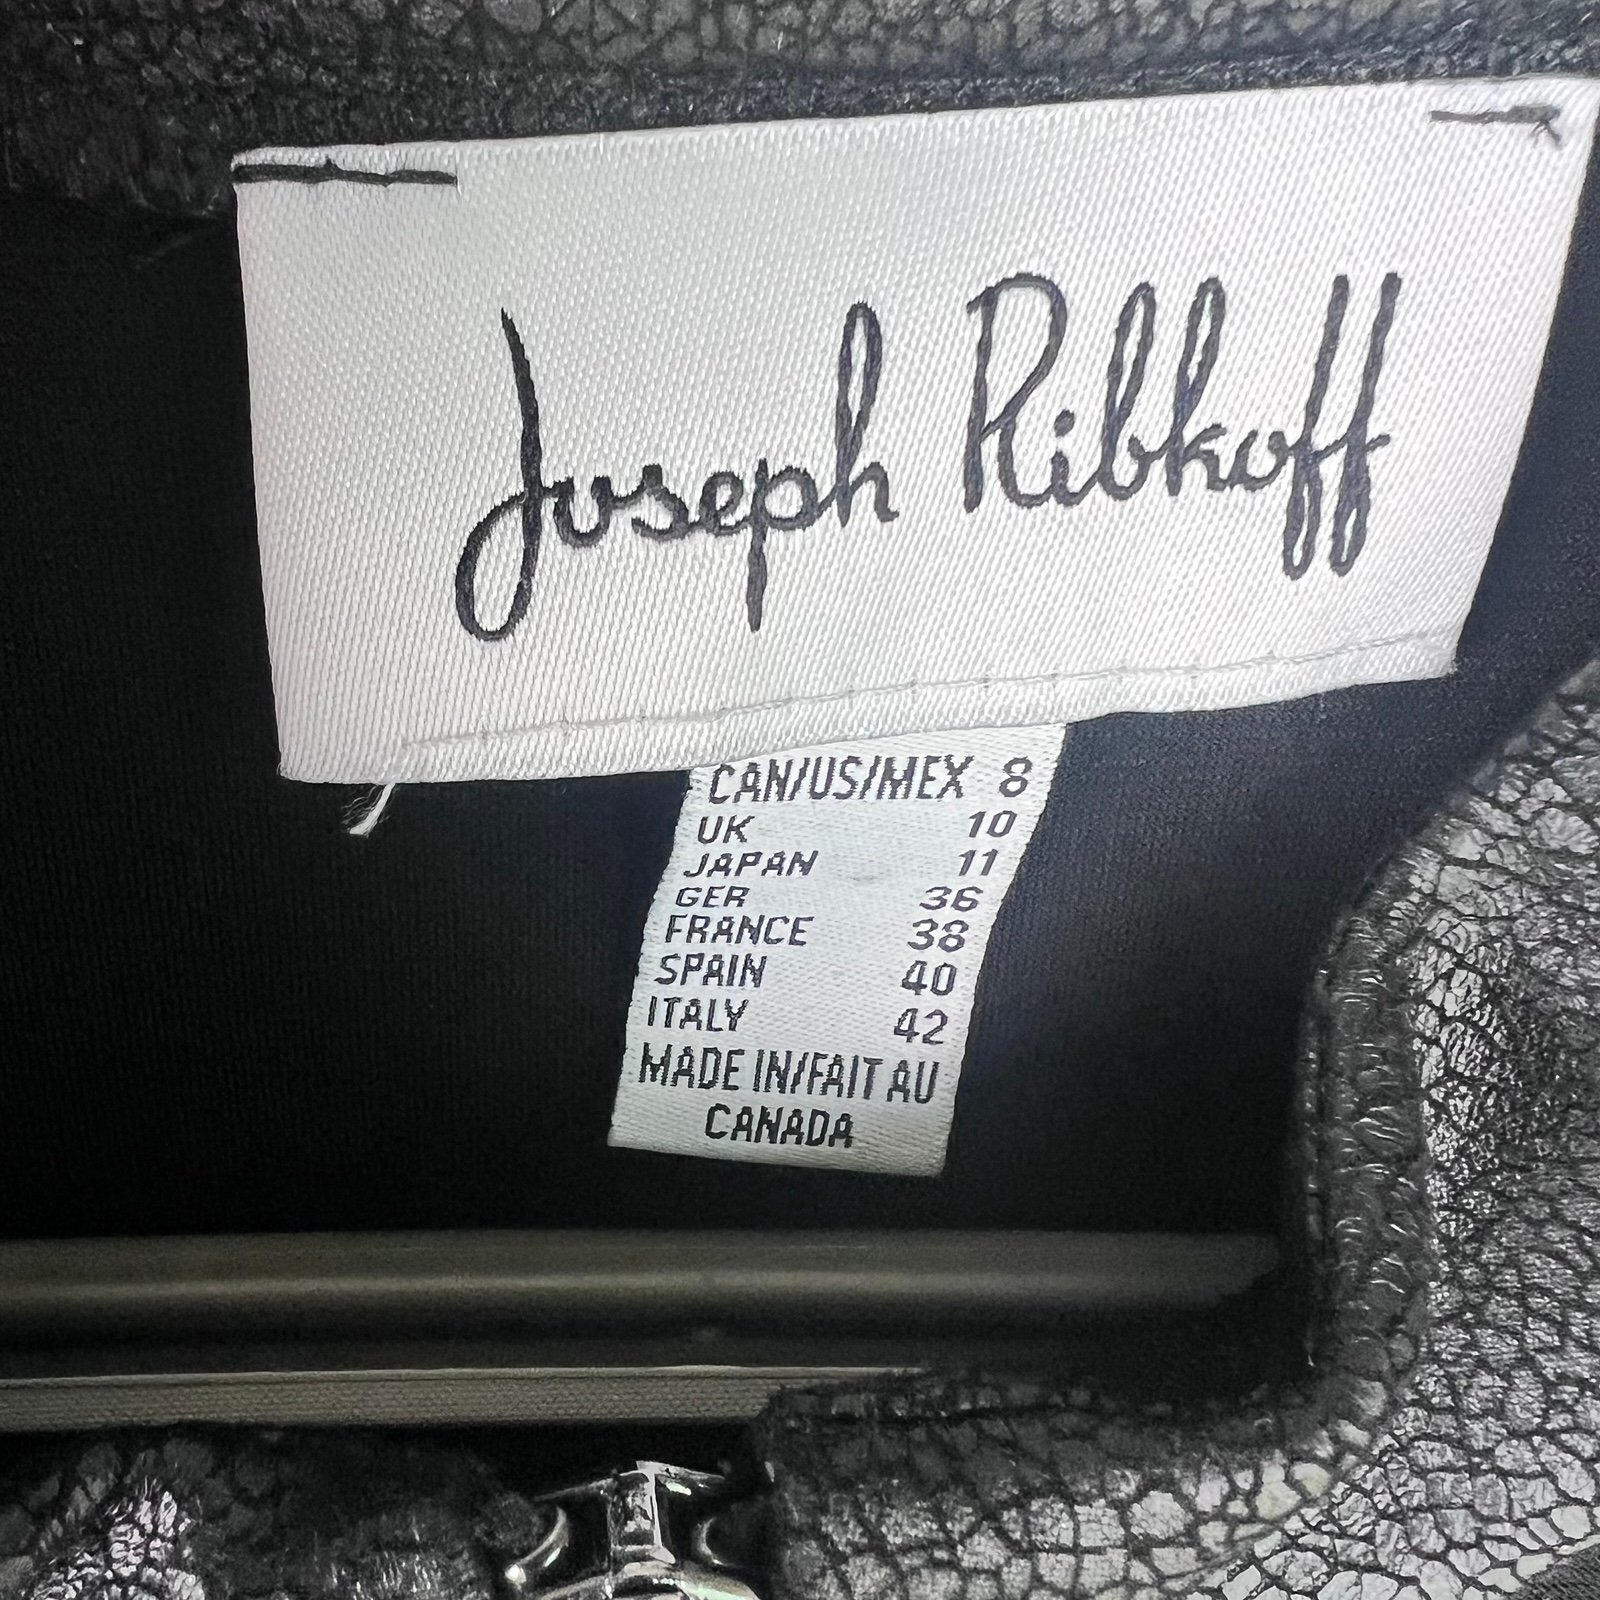 Joseph Ribkoff
CAN/US/MEX 8
UK 10
JAPAN 11
GER 36
FRANCE 38
SPAIN 40
ITALY 42
MADE IN/FAIT AU
CANADA